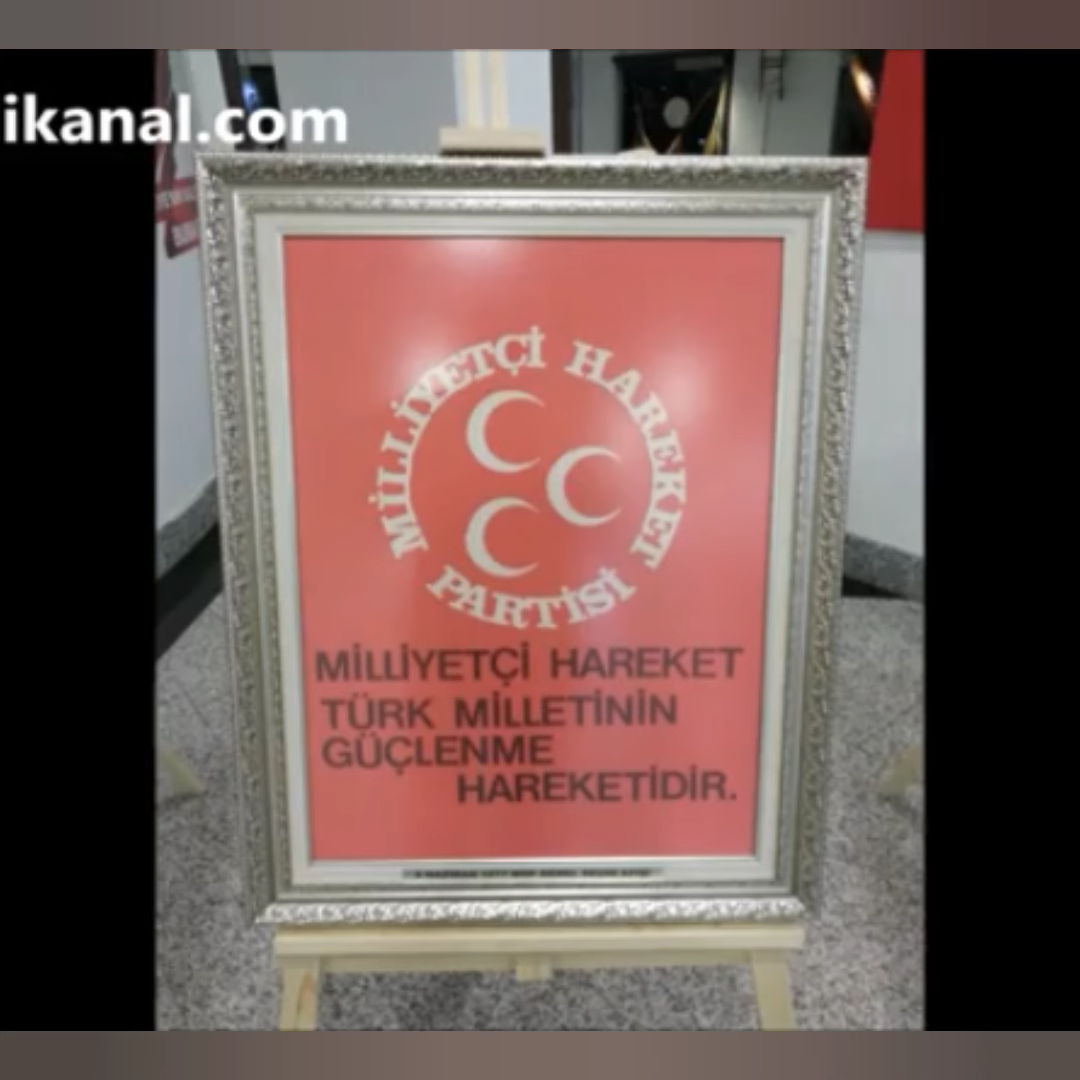 ikanal.com
MİLLİYETÇİ HAREKET
PARTİSİ
MİLLİYETÇİ HAREKET
TÜRK MİLLETİNİN
GÜÇLENME
HAREKETİDİR.